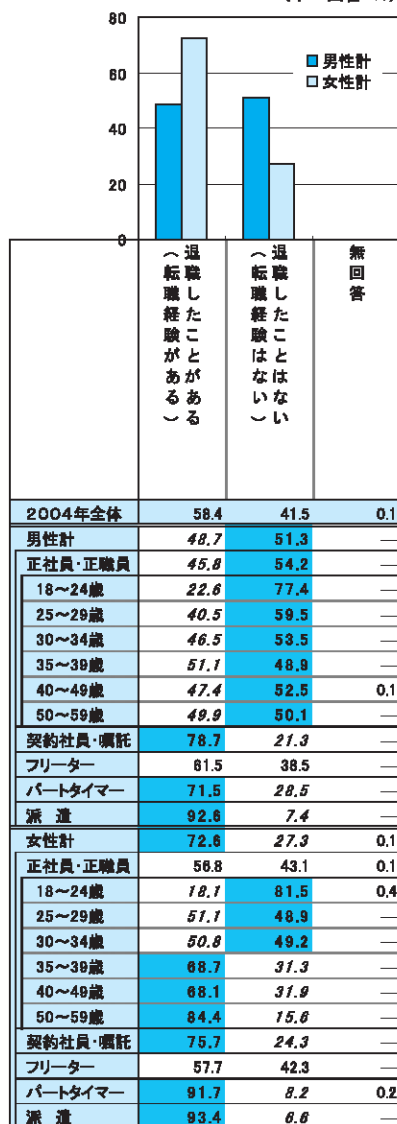 80
60
40
20
0
男性計
女性計
退職したことがある
（転職経験がある）
退職したことはない
（転職経験はない）
無回答
2004年全体 58.4 41.5 0.1
男性計 48.7 51.3 —
正社員・正職員 45.8 54.2 —
18～24歳 22.6 77.4 —
25～29歳 40.5 59.5 —
30～34歳 46.5 53.5 —
35～39歳 51.1 48.9 —
40～49歳 47.4 52.5 0.1
50～59歳 49.9 50.1 —
契約社員・嘱託 78.7 21.3 —
フリーター 61.5 38.5 —
パートタイマー 71.5 28.5 —
派遣 92.6 7.4 —
女性計 72.6 27.3 0.1
正社員・正職員 56.8 43.1 0.1
18～24歳 18.1 81.5 0.4
25～29歳 51.1 48.9 —
30～34歳 50.8 49.2 —
35～39歳 68.7 31.3 —
40～49歳 68.1 31.9 —
50～59歳 84.4 15.6 —
契約社員・嘱託 75.7 24.3 —
フリーター 57.7 42.3 —
パートタイマー 91.7 8.2 0.2
派遣 93.4 6.6 —